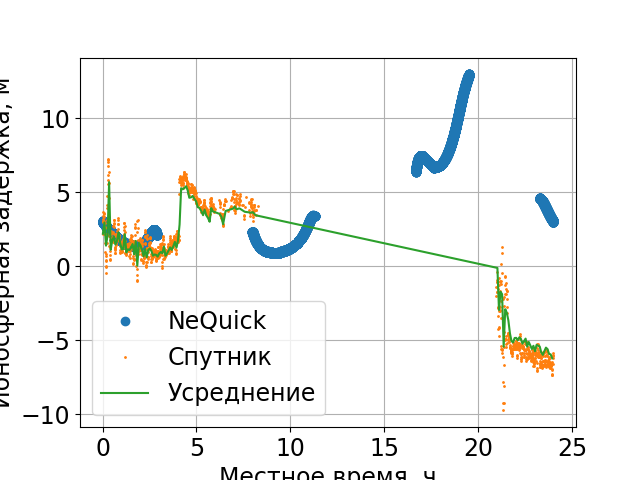 Ионосферная задержка, м
10
5
0
−5
−10
NeQuick
Спутник
Усреднение
0 5 10 15 20 25
Местное время, ч